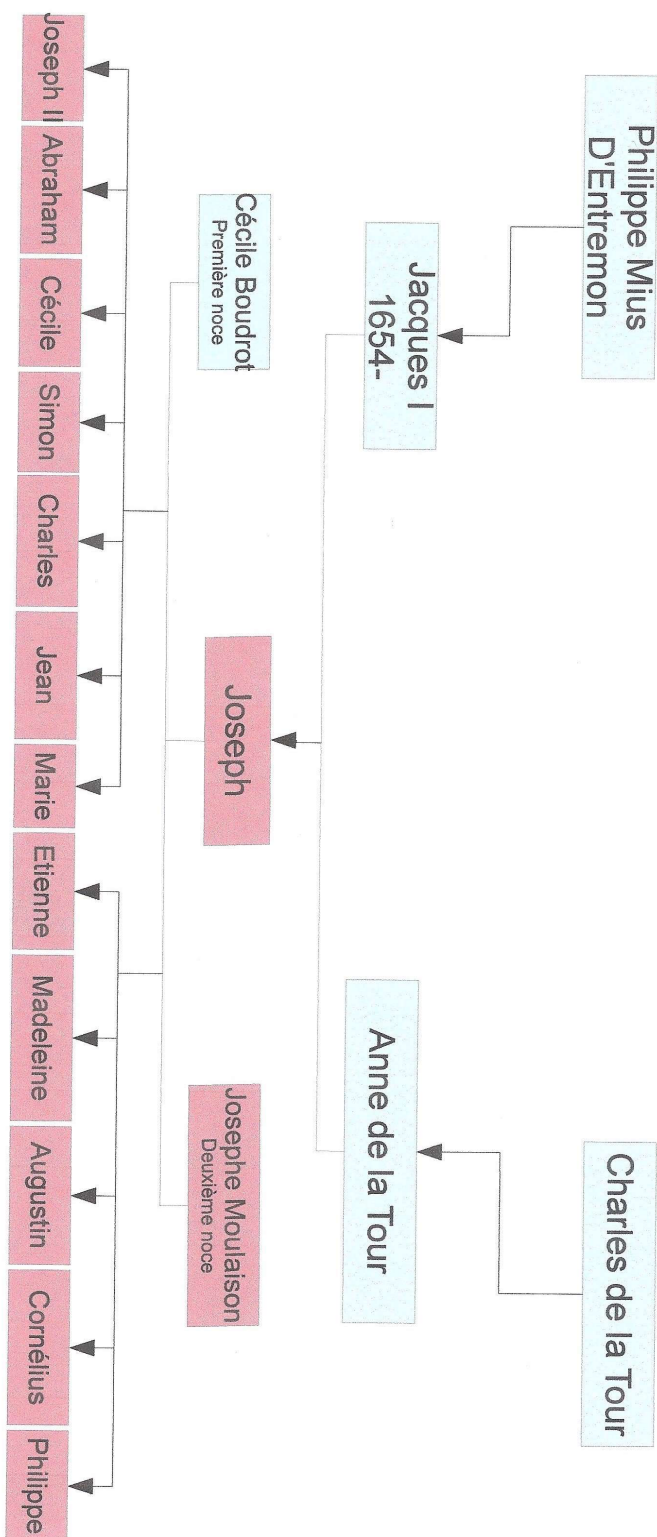 Philippe Mius
D'Entremon
Charles de la Tour
Jacques I
1654-
Anne de la Tour
Cécile Boudrot
Première noce
Joseph
Josephe Moulaison
Deuxième noce
Joseph II
Abraham
Cécile
Simon
Charles
Jean
Marie
Etienne
Madeleine
Augustin
Cornélius
Philippe